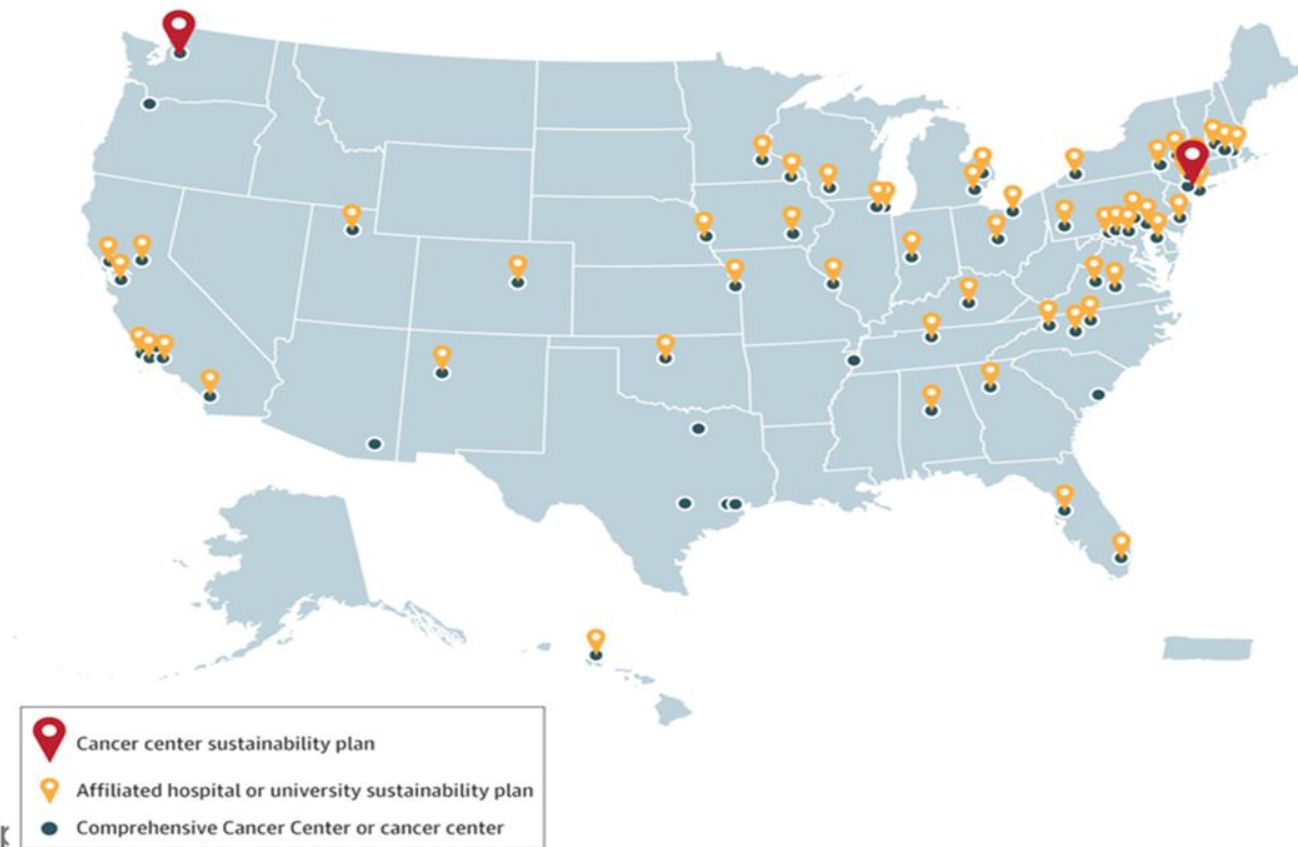 Cancer center sustainability plan
Affiliated hospital or university sustainability plan
Comprehensive Cancer Center or cancer center